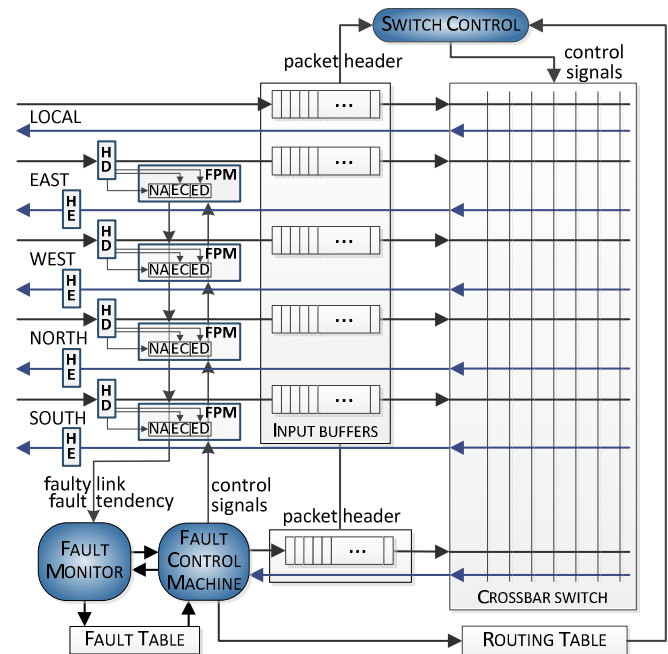 SWITCH CONTROL
packet header
control
signals
...
LOCAL
HD
...
FPM
NA EC ED
EAST
HE
HD
...
FPM
NA EC ED
WEST
HE
HD
...
FPM
NA EC ED
NORTH
HE
HD
...
FPM
NA EC ED
SOUTH
HE
INPUT BUFFERS
faulty link
fault tendency
control
signals
packet header
FAULT
MONITOR
FAULT
CONTROL
MACHINE
...
CROSSBAR SWITCH
FAULT TABLE
ROUTING TABLE